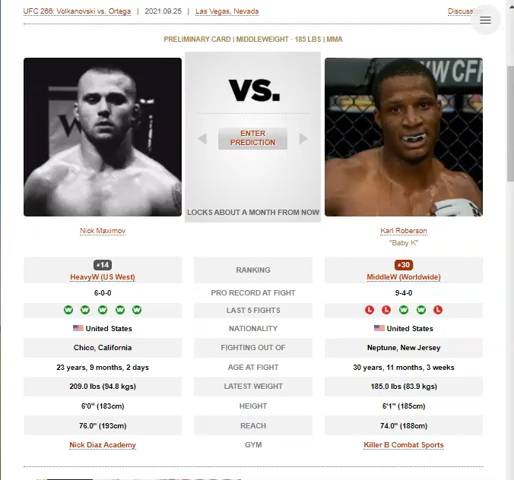 UFC 266: Volkanovski vs. Ortega | 2021.09.25 | Las Vegas, Nevada
PRELIMINARY CARD | MIDDLEWEIGHT · 185 LBS | MMA
VS.
ENTER
PREDICTION
LOCKS ABOUT A MONTH FROM NOW
Nick Maximov Karl Roberson
"Baby K"
#14 RANKING #30
HeavyW (US West) MiddleW (Worldwide)
6-0-0 PRO RECORD AT FIGHT 9-4-0
W W W W W LAST 5 FIGHTS L L W W L
United States NATIONALITY United States
Chico, California FIGHTING OUT OF Neptune, New Jersey
23 years, 9 months, 2 days AGE AT FIGHT 30 years, 11 months, 3 weeks
209.0 lbs (94.8 kgs) LATEST WEIGHT 185.0 lbs (83.9 kgs)
6'0" (183cm) HEIGHT 6'1" (185cm)
76.0" (193cm) REACH 74.0" (188cm)
Nick Diaz Academy GYM Killer B Combat Sports